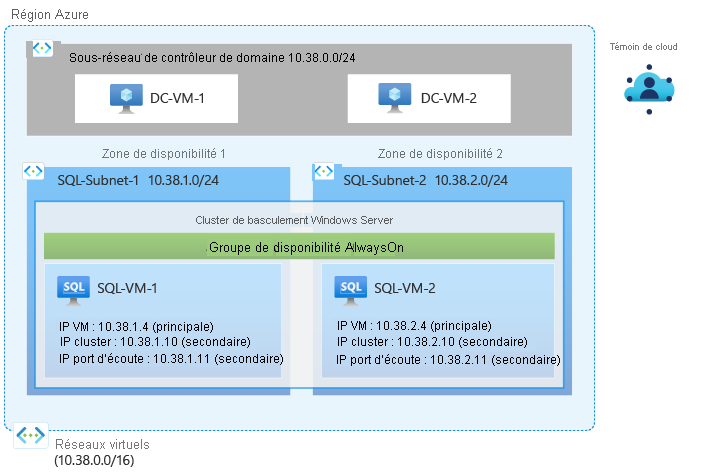 Région Azure
Témoin de cloud
Sous-réseau de contrôleur de domaine 10.38.0.0/24
DC-VM-1
DC-VM-2
Zone de disponibilité 1
Zone de disponibilité 2
SQL-Subnet-1 10.38.1.0/24
SQL-Subnet-2 10.38.2.0/24
Cluster de basculement Windows Server
Groupe de disponibilité AlwaysOn
SQL
SQL-VM-1
IP VM : 10.38.1.4 (principale)
IP cluster : 10.38.1.10 (secondaire)
IP port d'écoute : 10.38.1.11 (secondaire)
SQL
SQL-VM-2
IP VM : 10.38.2.4 (principale)
IP cluster : 10.38.2.10 (secondaire)
IP port d'écoute : 10.38.2.11 (secondaire)
Réseaux virtuels
(10.38.0.0/16)